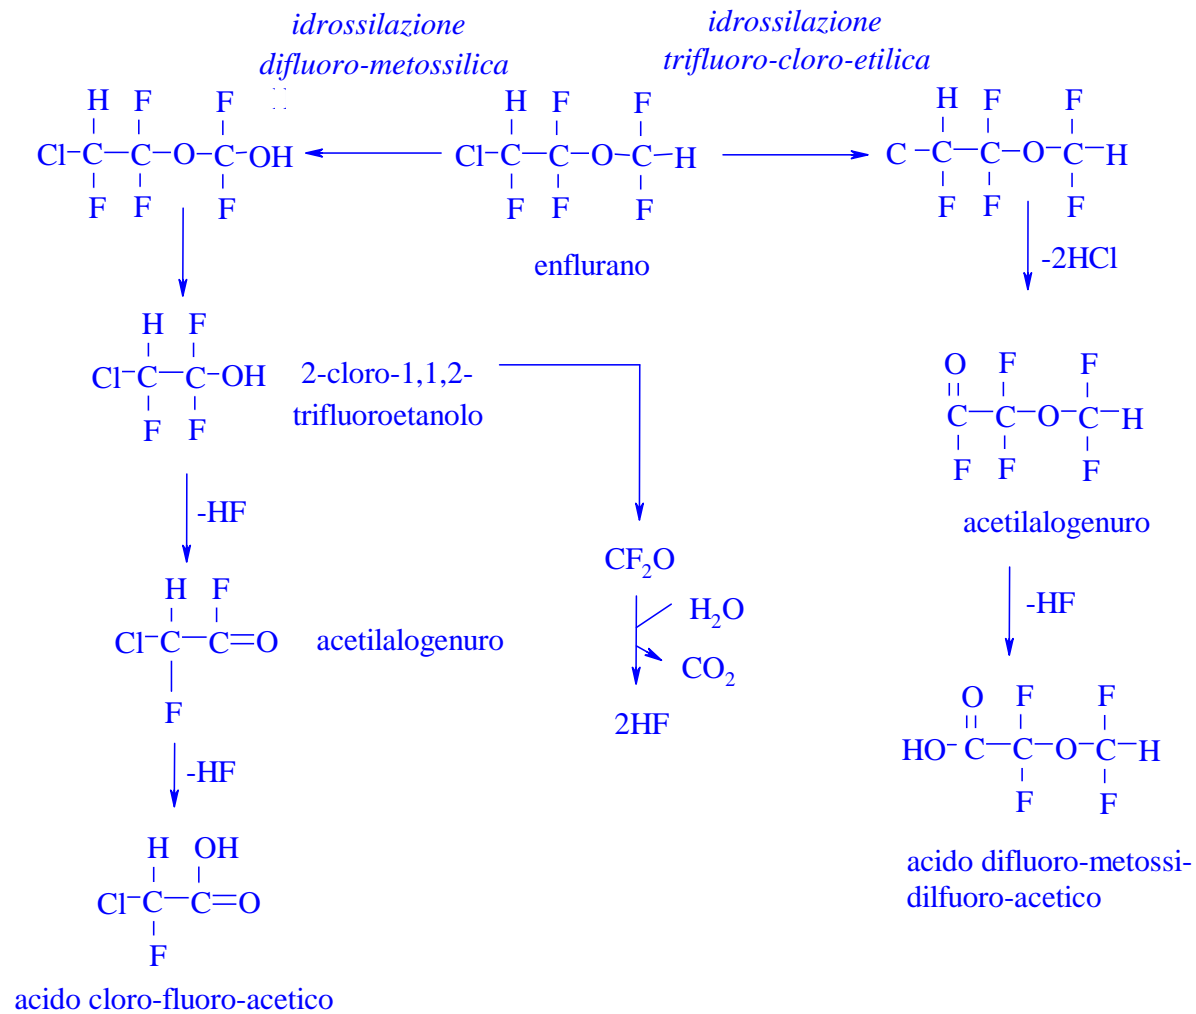 idrossilazione
difluoro-metossilica
idrossilazione
trifluoro-cloro-etilica
H F F
Cl-C-C-O-C-OH
F F F
H F F
Cl-C-C-O-C-H
F F F
H F F
C-C-C-O-C-H
F F F
enflurano
-2HCl
H F
Cl-C-C-OH
F F
2-cloro-1,1,2-
trifluoroetanolo
O F F
C-C-O-C-H
F F F
acetilalogenuro
-HF
CF2O
H2O
CO2
2HF
H F
Cl-C-C=O
F
acetilalogenuro
-HF
O F F
HO-C-C-O-C-H
F F
acido difluoro-metossi-
dilfuoro-acetico
-HF
H OH
Cl-C-C=O
F
acido cloro-fluoro-acetico